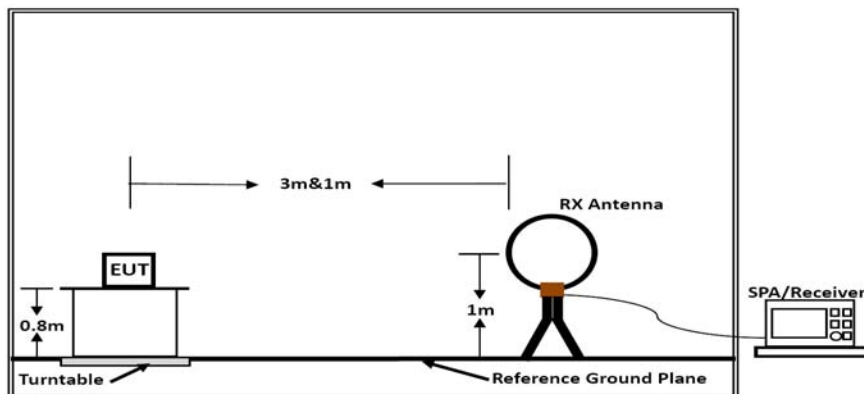 3m&1m
RX Antenna
EUT
SPA/Receiver
0.8m
1m
Turntable
Reference Ground Plane